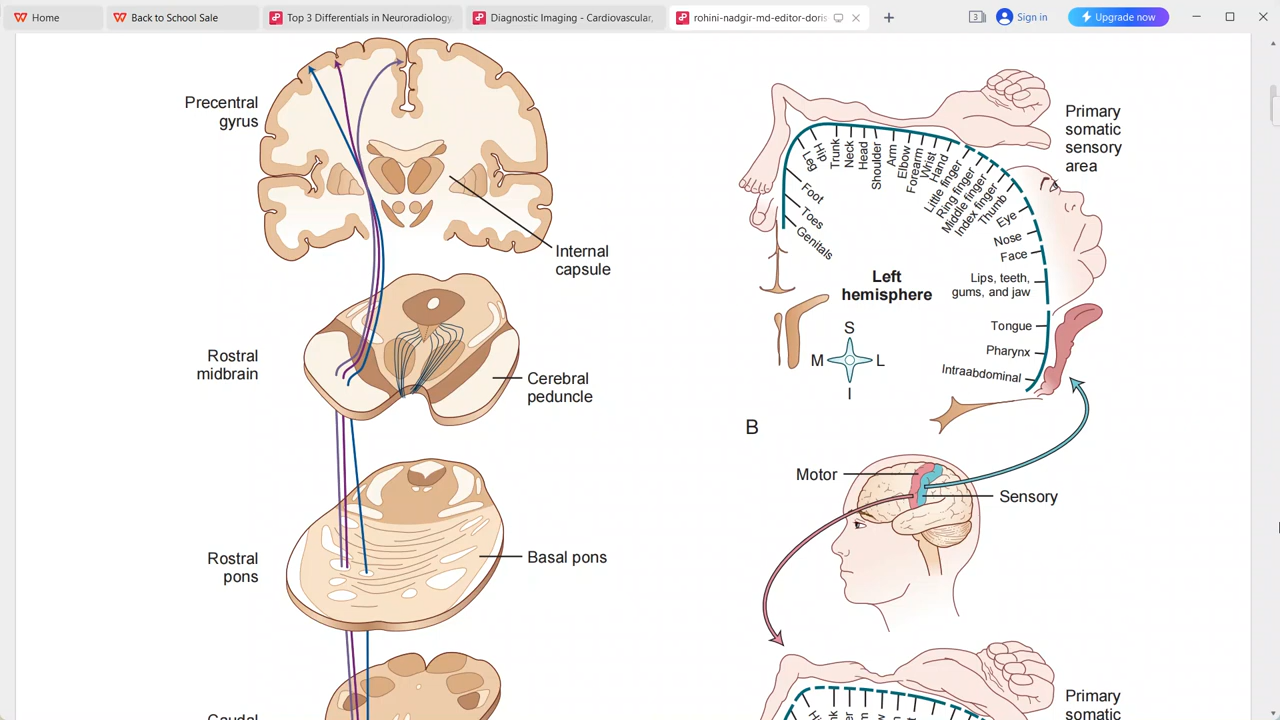 Home
Back to School Sale
Top 3 Differentials in Neuroradiology
Diagnostic Imaging - Cardiovascular,
rohini-nadgir-md-editor-doris
3
Sign in
Upgrade now
Precentral
gyrus
Internal
capsule
Rostral
midbrain
Cerebral
peduncle
Rostral
pons
Basal pons
Caudal
Primary
somatic
sensory
area
Genitals
Toes
Foot
Leg
Hip
Trunk
Neck
Head
Shoulder
Arm
Elbow
Forearm
Wrist
Hand
Little finger
Ring finger
Middle finger
Index finger
Thumb
Eye
Nose
Face
Lips, teeth,
gums, and jaw
Tongue
Pharynx
Intraabdominal
Left
hemisphere
S
M
L
I
B
Motor
Sensory
Primary
somatic